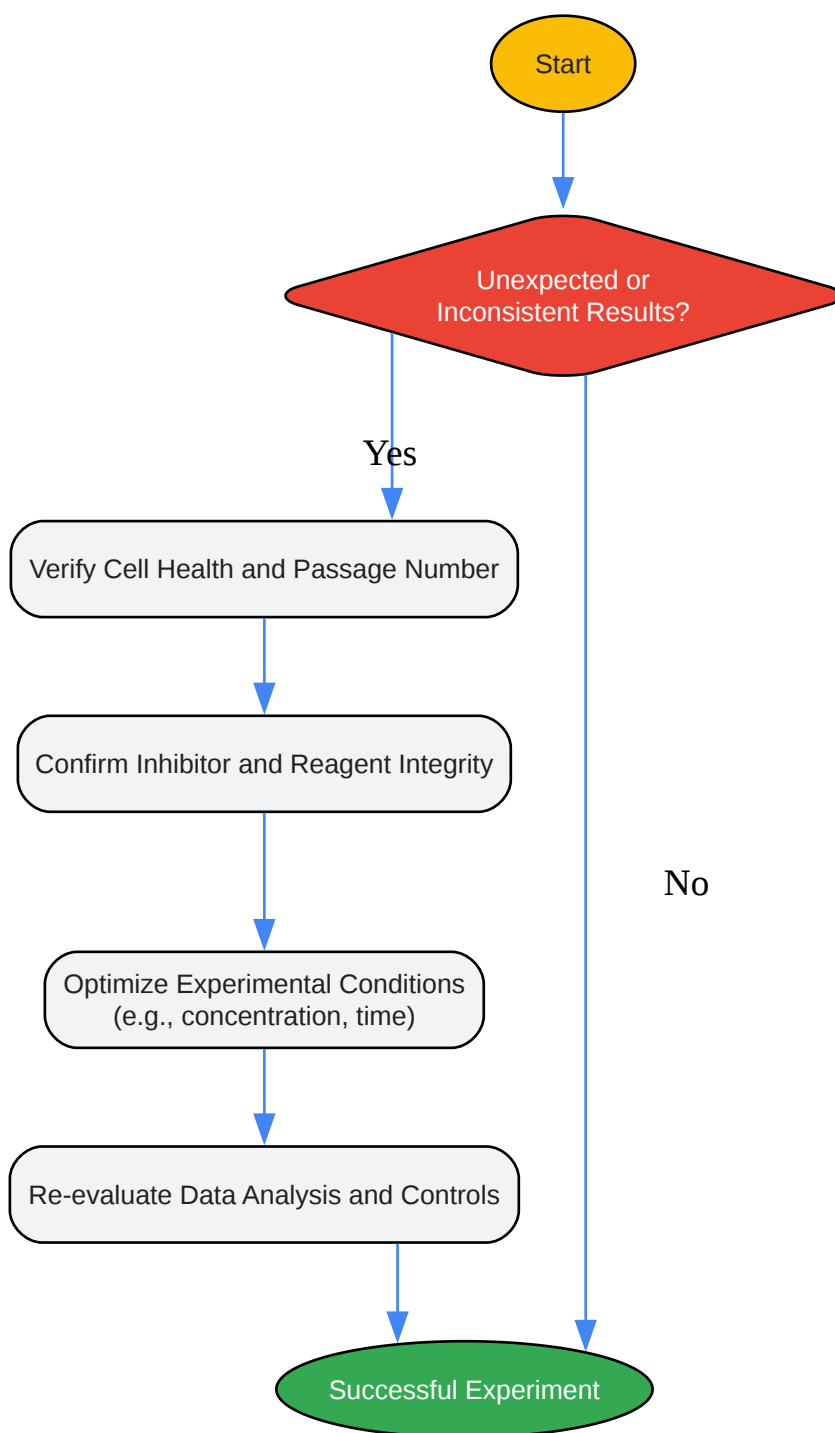 Start
Unexpected or
Inconsistent Results?
Yes
Verify Cell Health and Passage Number
Confirm Inhibitor and Reagent Integrity
No
Optimize Experimental Conditions
(e.g., concentration, time)
Re-evaluate Data Analysis and Controls
Successful Experiment